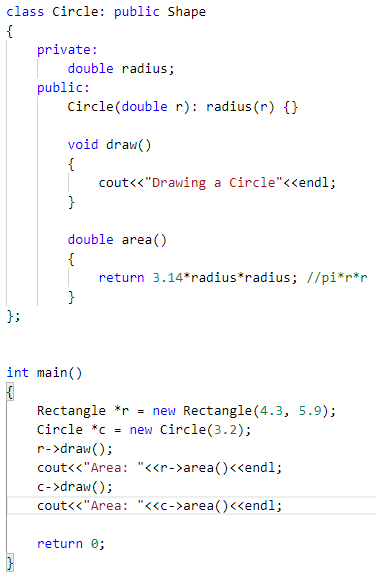 class Circle: public Shape
{
    private:
        double radius;
    public:
        Circle(double r): radius(r) {}

        void draw()
        {
            cout<<"Drawing a Circle"<<endl;
        }

        double area()
        {
            return 3.14*radius*radius; //pi*r*r
        }
};


int main()
{
    Rectangle *r = new Rectangle(4.3, 5.9);
    Circle *c = new Circle(3.2);
    r->draw();
    cout<<"Area: "<<r->area()<<endl;
    c->draw();
    cout<<"Area: "<<c->area()<<endl;

    return 0;
}